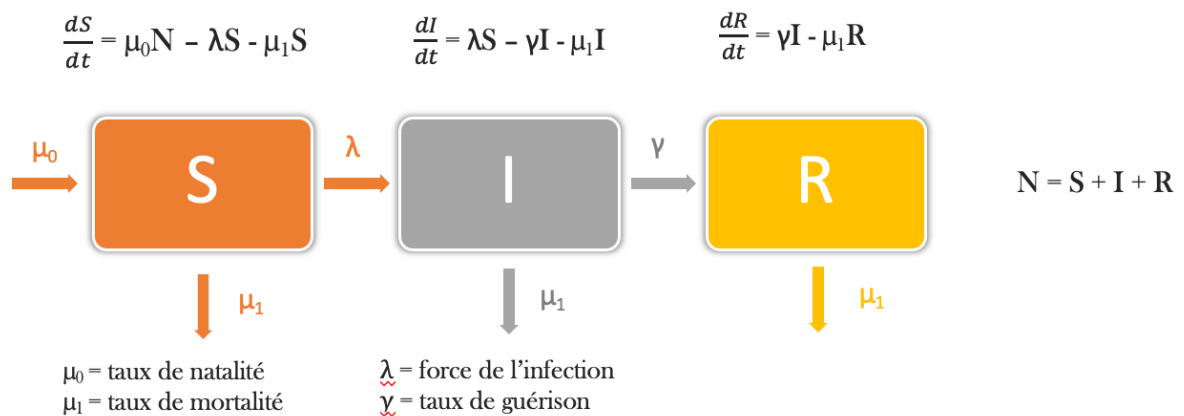 dS/dt = μ₀N – λS - μ₁S
dI/dt = λS – γI - μ₁I
dR/dt = γI - μ₁R
μ₀
S
λ
I
γ
R
N = S + I + R
μ₁
μ₁
μ₁
μ₀ = taux de natalité
μ₁ = taux de mortalité
λ = force de l’infection
γ = taux de guérison